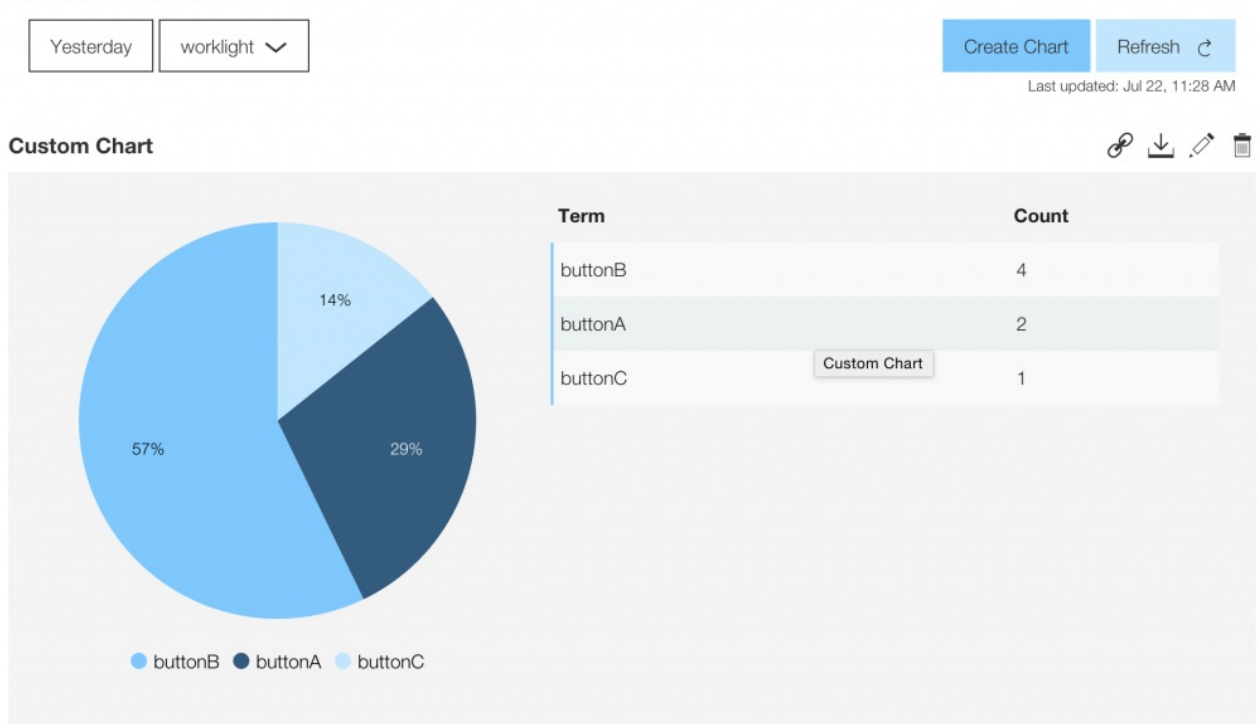 Yesterday worklight Create Chart Refresh
Last updated: Jul 22, 11:28 AM
Custom Chart
Term Count
buttonB 4
buttonA 2
Custom Chart
buttonC 1
14%
57% 29%
buttonB buttonA buttonC